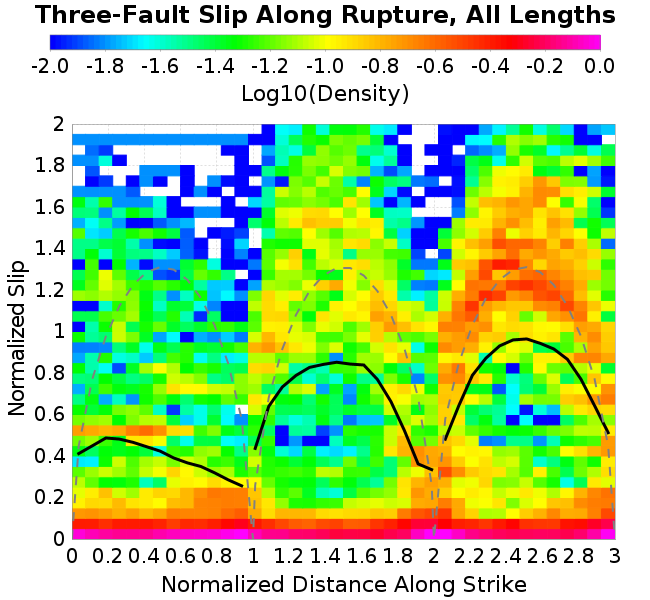 Three-Fault Slip Along Rupture, All Lengths
-2.0 -1.8 -1.6 -1.4 -1.2 -1.0 -0.8 -0.6 -0.4 -0.2 0.0
Log10(Density)
Normalized Slip
2
1.8
1.6
1.4
1.2
1
0.8
0.6
0.4
0.2
0
0 0.2 0.4 0.6 0.8 1 1.2 1.4 1.6 1.8 2 2.2 2.4 2.6 2.8 3
Normalized Distance Along Strike